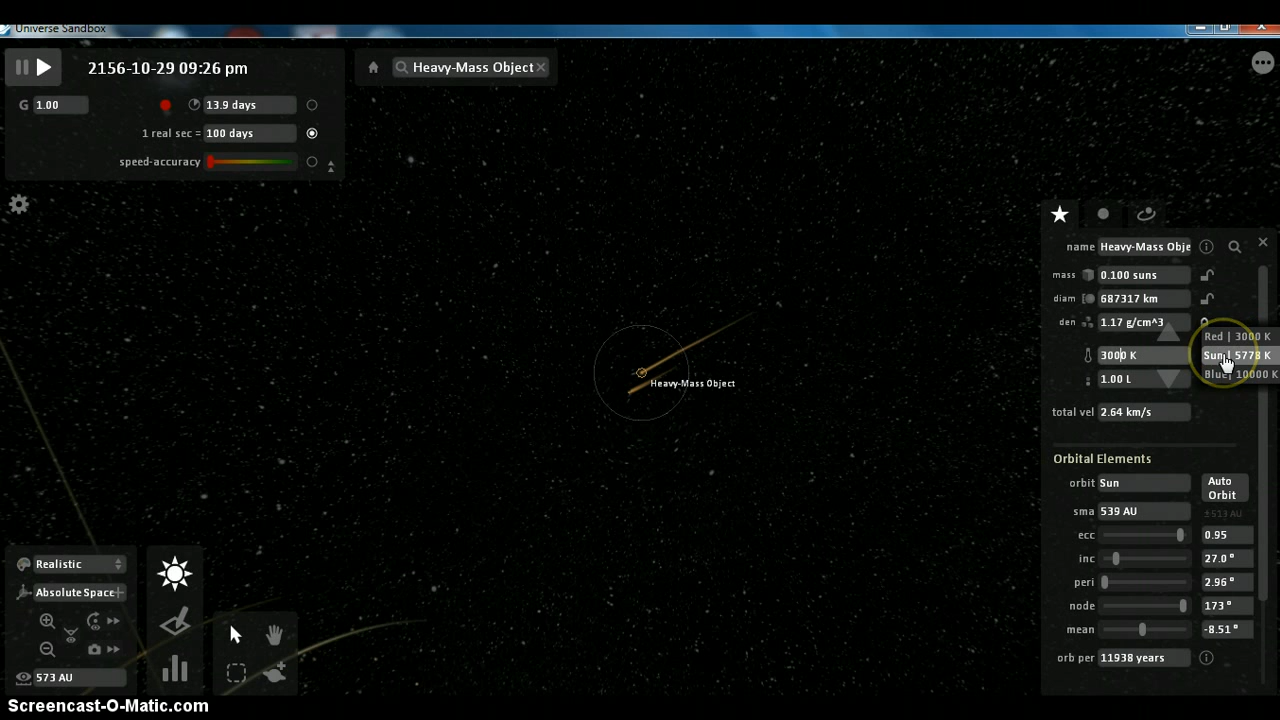 Universe Sandbox
2156-10-29 09:26 pm
Heavy-Mass Object
G 1.00
13.9 days
1 real sec = 100 days
speed-accuracy
name Heavy-Mass Obje
mass 0.100 suns
diam 687317 km
den 1.17 g/cm^3
Red | 3000 K
3000 K
Sun | 5778 K
Blue | 10000 K
1.00 L
Heavy-Mass Object
total vel 2.64 km/s
Orbital Elements
orbit Sun
Auto Orbit
sma 539 AU
±513 AU
ecc 0.95
inc 27.0°
peri 2.96°
node 173°
mean -8.51°
orb per 11938 years
Realistic
Absolute Space
573 AU
Screencast-O-Matic.com